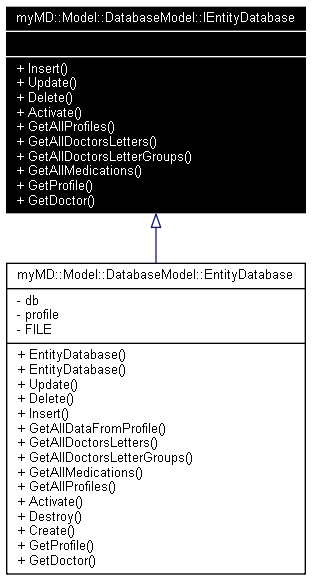 myMD::Model::DatabaseModel::IEntityDatabase
+ Insert()
+ Update()
+ Delete()
+ Activate()
+ GetAllProfiles()
+ GetAllDoctorsLetters()
+ GetAllDoctorsLetterGroups()
+ GetAllMedications()
+ GetProfile()
+ GetDoctor()
myMD::Model::DatabaseModel::EntityDatabase
- db
- profile
- FILE
+ EntityDatabase()
+ EntityDatabase()
+ Update()
+ Delete()
+ Insert()
+ GetAllDataFromProfile()
+ GetAllDoctorsLetters()
+ GetAllDoctorsLetterGroups()
+ GetAllMedications()
+ GetAllProfiles()
+ Activate()
+ Destroy()
+ Create()
+ GetProfile()
+ GetDoctor()